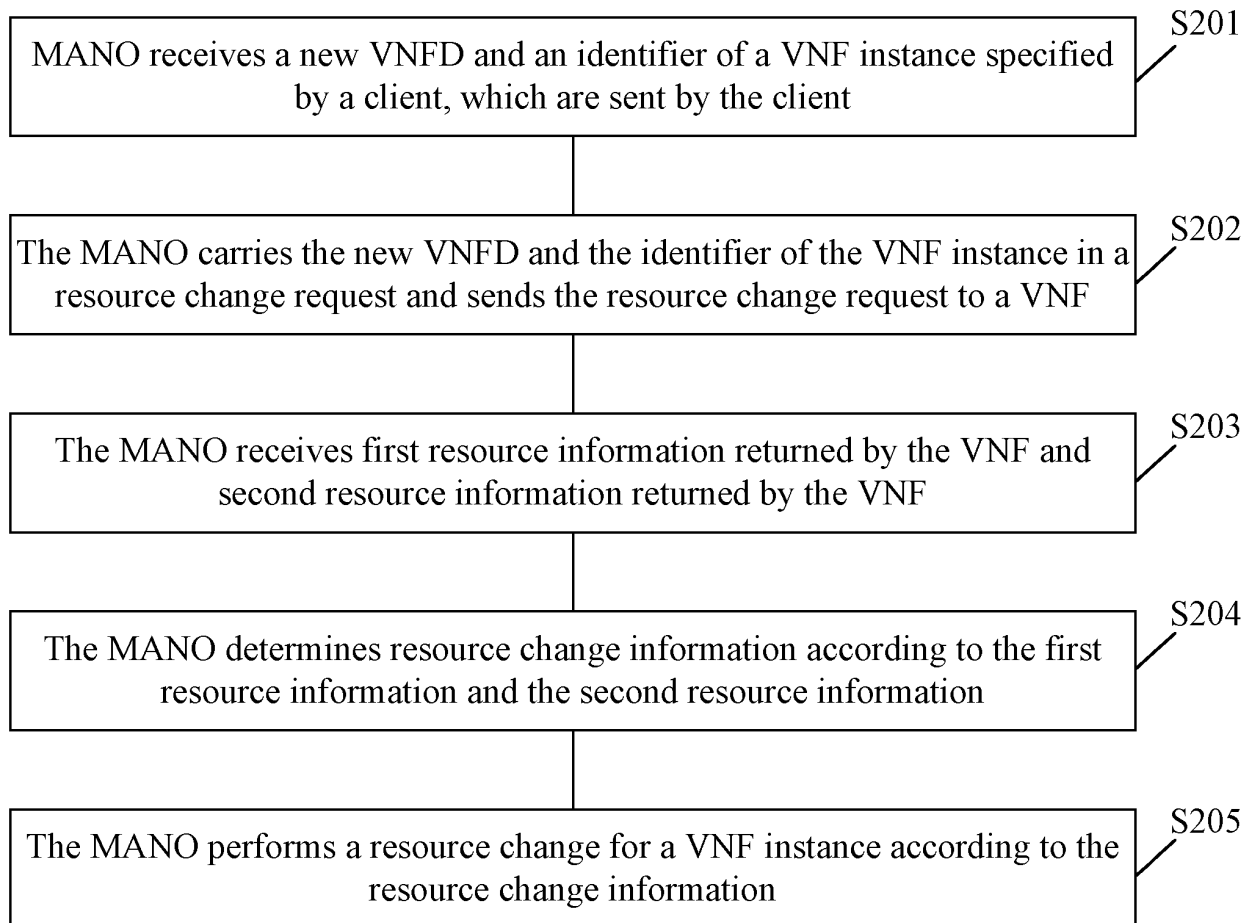 S201
MANO receives a new VNFD and an identifier of a VNF instance specified
by a client, which are sent by the client
S202
The MANO carries the new VNFD and the identifier of the VNF instance in a
resource change request and sends the resource change request to a VNF
S203
The MANO receives first resource information returned by the VNF and
second resource information returned by the VNF
S204
The MANO determines resource change information according to the first
resource information and the second resource information
S205
The MANO performs a resource change for a VNF instance according to the
resource change information